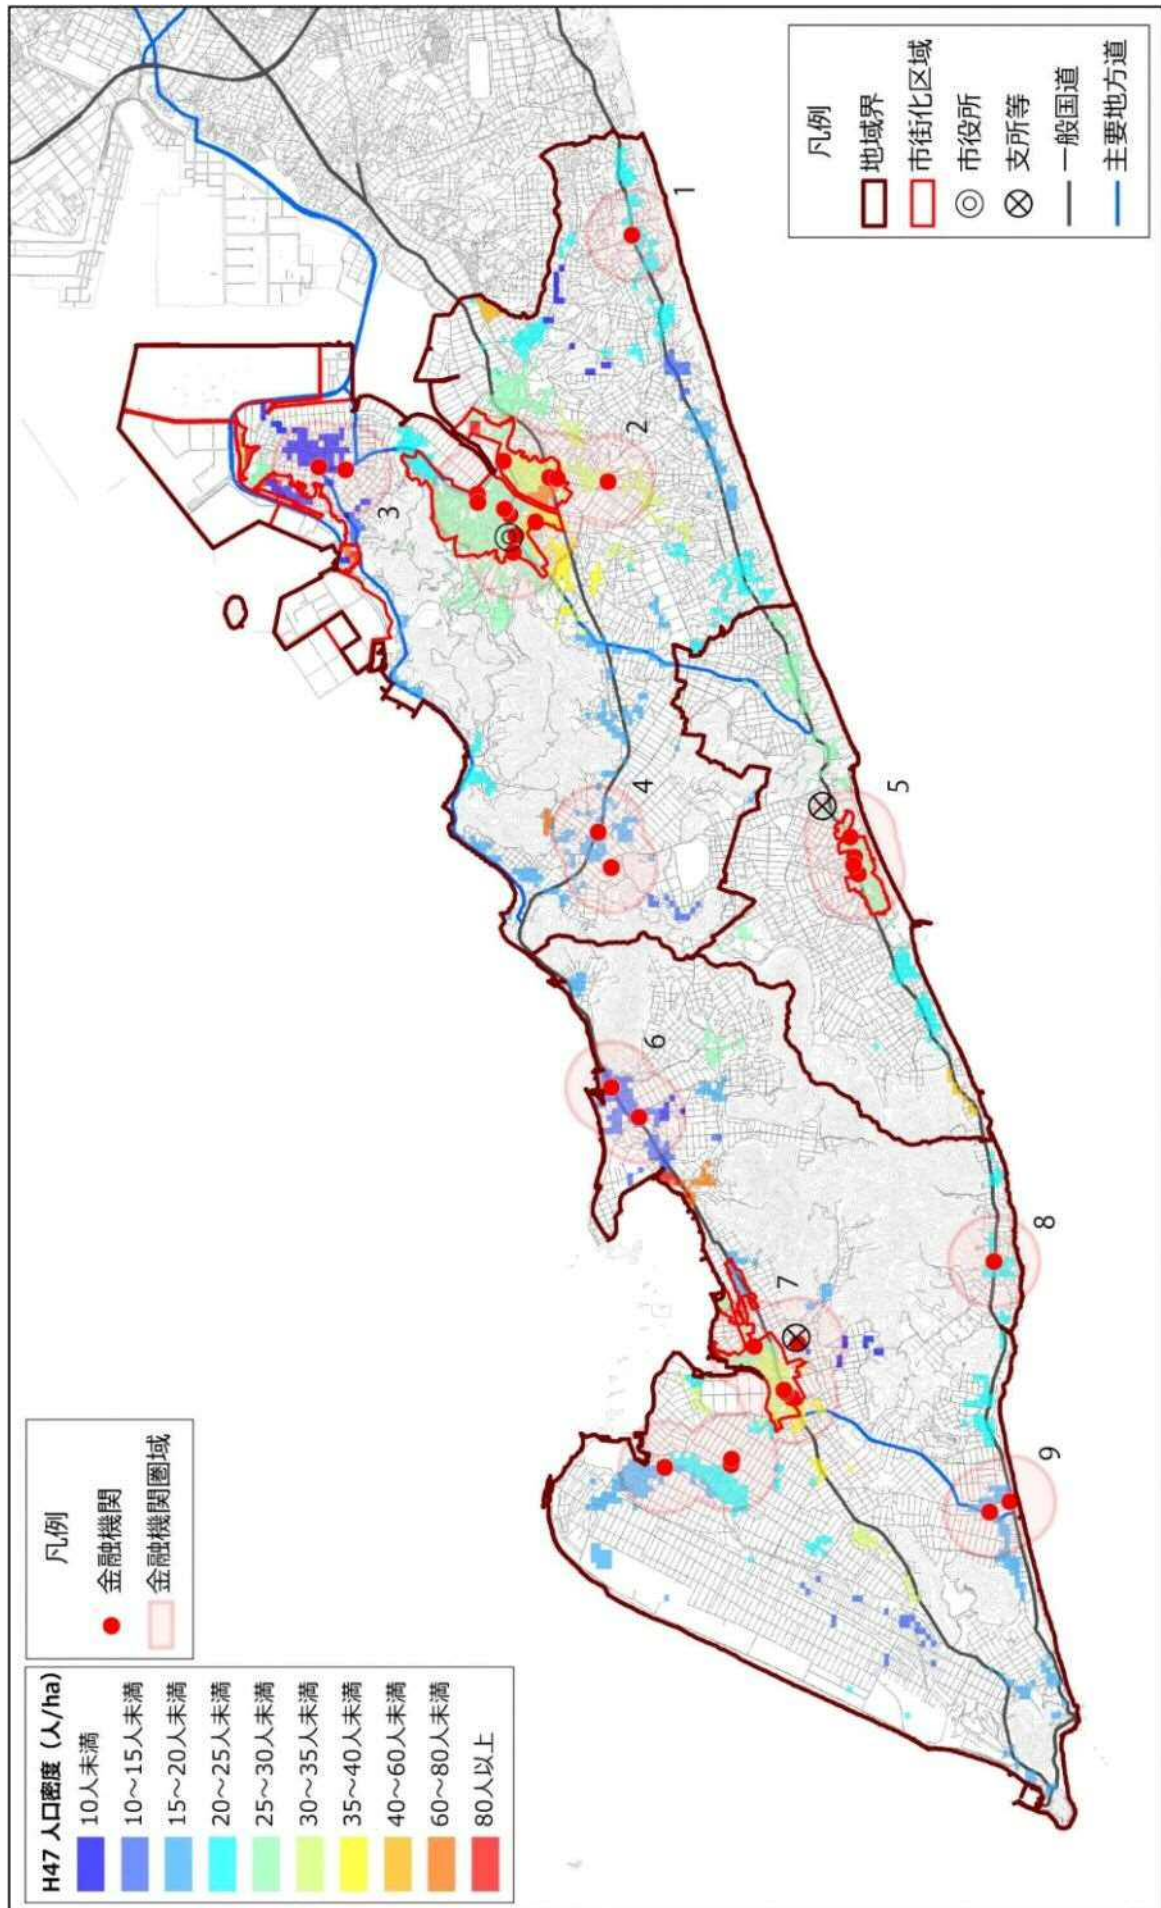 H47 人口密度（人/ha）
10人未満
10～15人未満
15～20人未満
20～25人未満
25～30人未満
30～35人未満
35～40人未満
40～60人未満
60～80人未満
80人以上
凡例
金融機関
金融機関圏域
凡例
地域界
市街化区域
市役所
支所等
一般国道
主要地方道
1
2
3
4
5
6
7
8
9